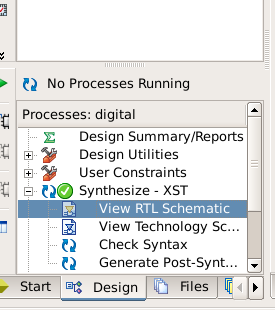 No Processes Running
Processes: digital
Design Summary/Reports
Design Utilities
User Constraints
Synthesize - XST
View RTL Schematic
View Technology Sc...
Check Syntax
Generate Post-Synt...
Start Design Files